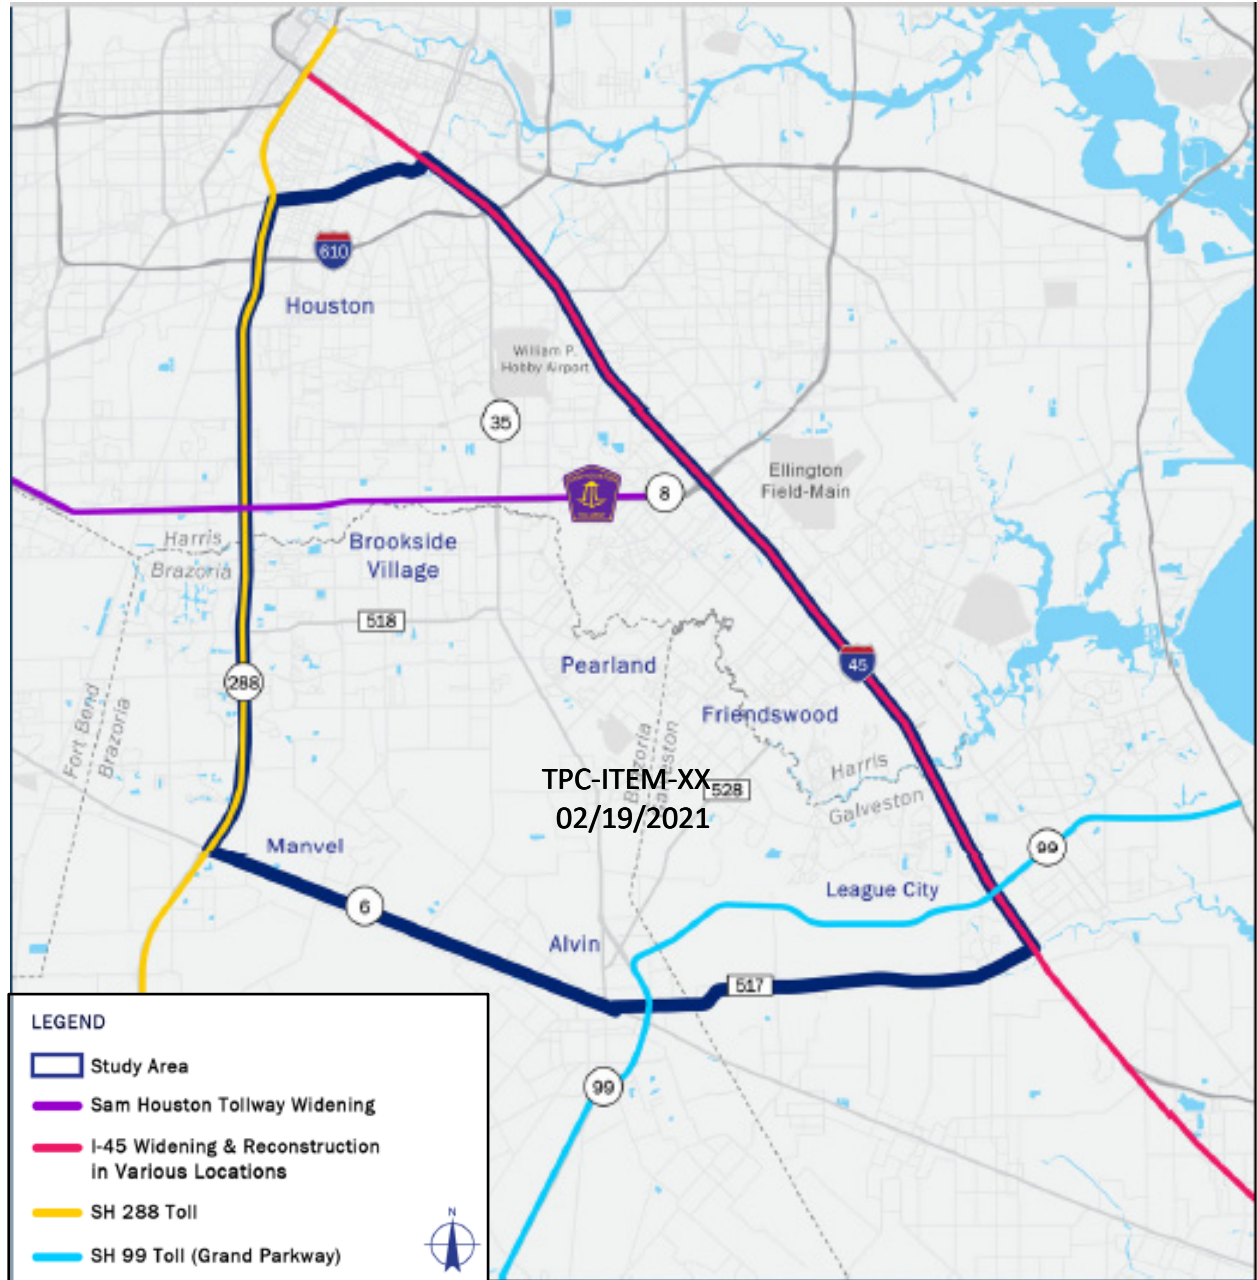 610
Houston
William P.
Hobby Airport
35
8
Ellington
Field-Main
Harris
Brazoria
Brookside
Village
518
Pearland
45
288
Fort Bend
Brazoria
Friendswood
Brazoria
Galveston
Harris
Galveston
TPC-ITEM-XX
02/19/2021
528
Manvel
99
League City
6
Alvin
517
99
LEGEND
Study Area
Sam Houston Tollway Widening
I-45 Widening & Reconstruction
in Various Locations
SH 288 Toll
SH 99 Toll (Grand Parkway)
N